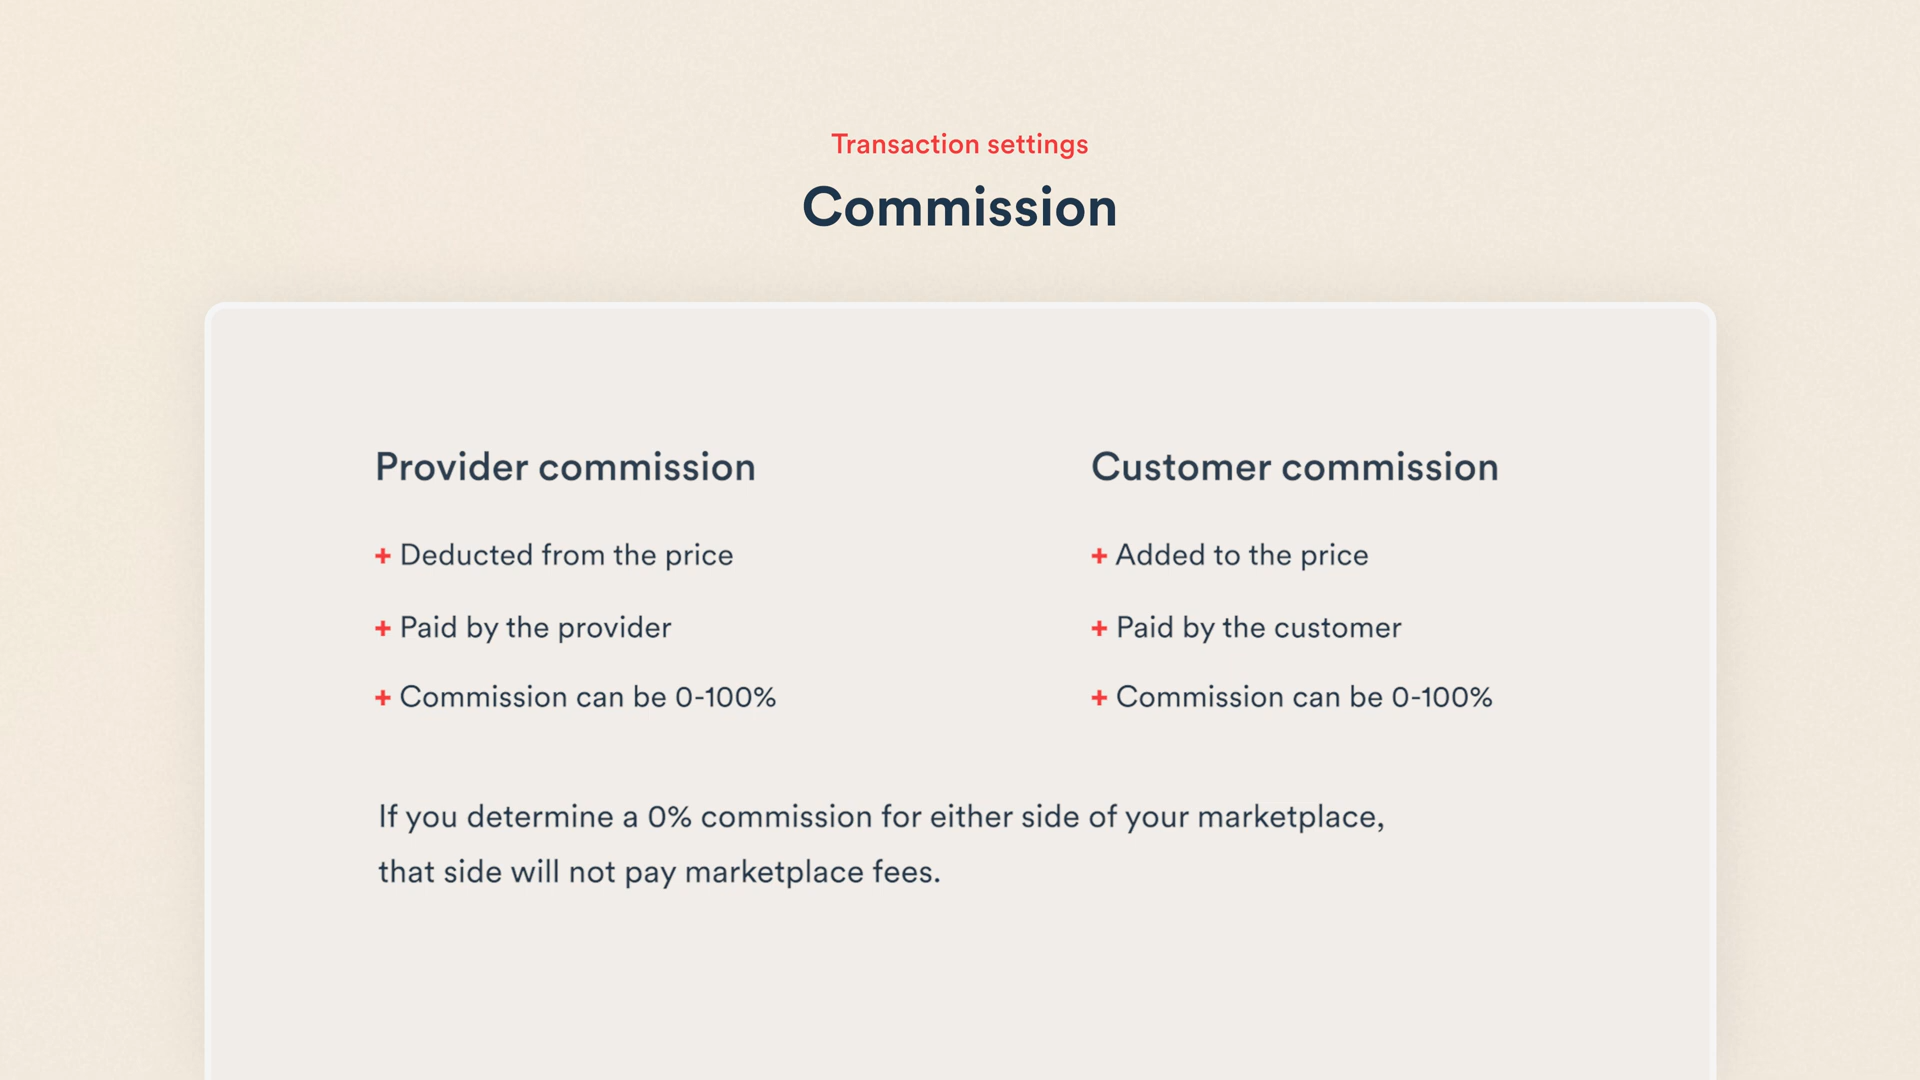 Transaction settings
Commission
Provider commission
+ Deducted from the price
+ Paid by the provider
+ Commission can be 0-100%
Customer commission
+ Added to the price
+ Paid by the customer
+ Commission can be 0-100%
If you determine a 0% commission for either side of your marketplace,
that side will not pay marketplace fees.